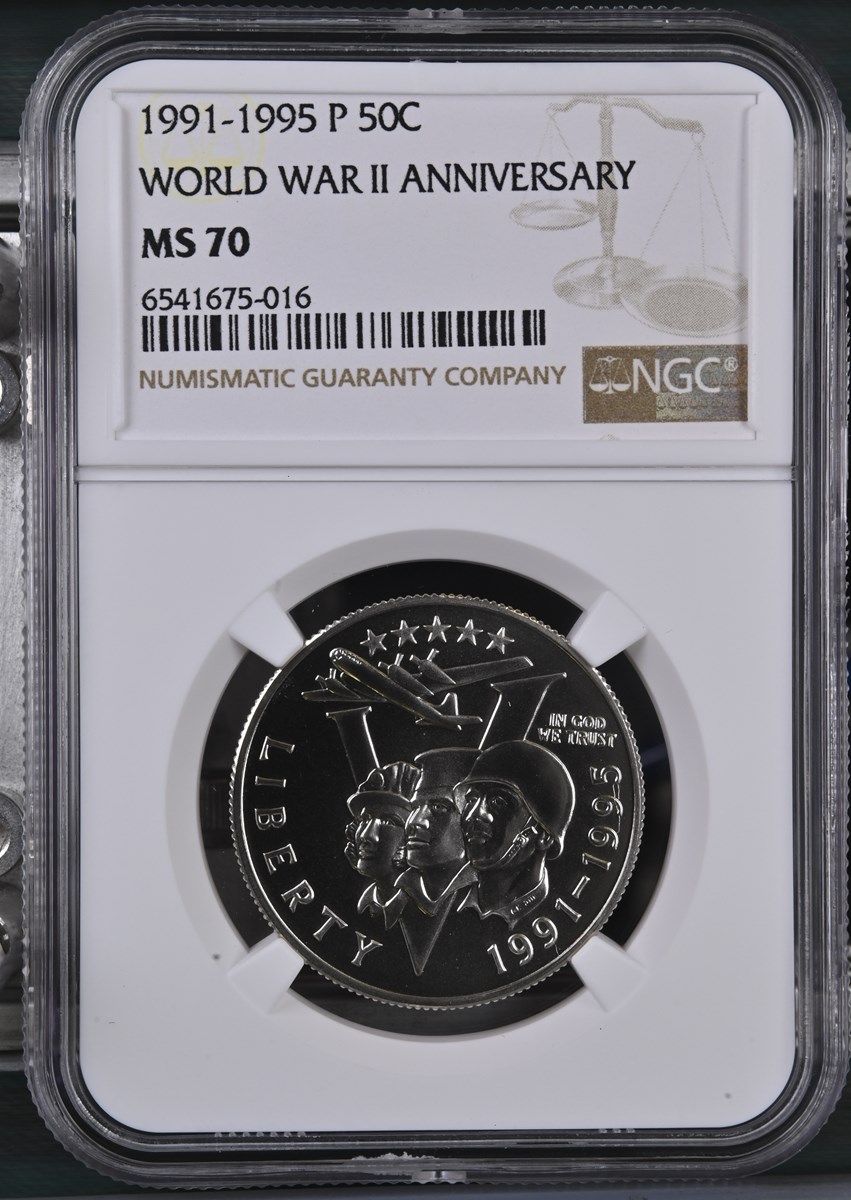 1991-1995 P 50C
WORLD WAR II ANNIVERSARY
MS 70
6541675-016
NUMISMATIC GUARANTY COMPANY
NGC®
IN GOD
WE TRUST
LIBERTY
1991-1995